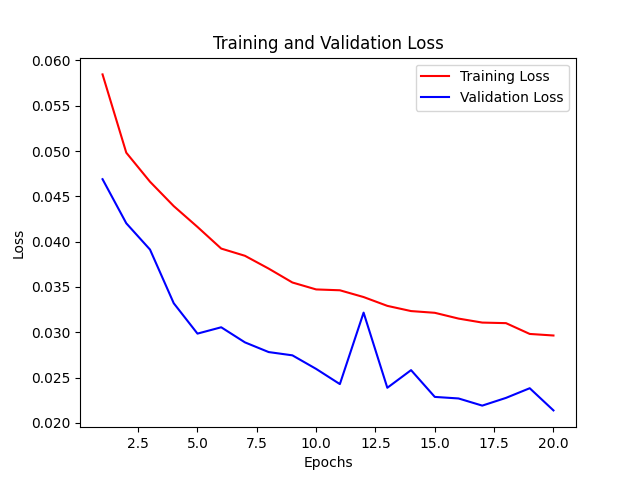 Training and Validation Loss
Training Loss
Validation Loss
0.060
0.055
0.050
0.045
0.040
0.035
0.030
0.025
0.020
Loss
2.5 5.0 7.5 10.0 12.5 15.0 17.5 20.0
Epochs